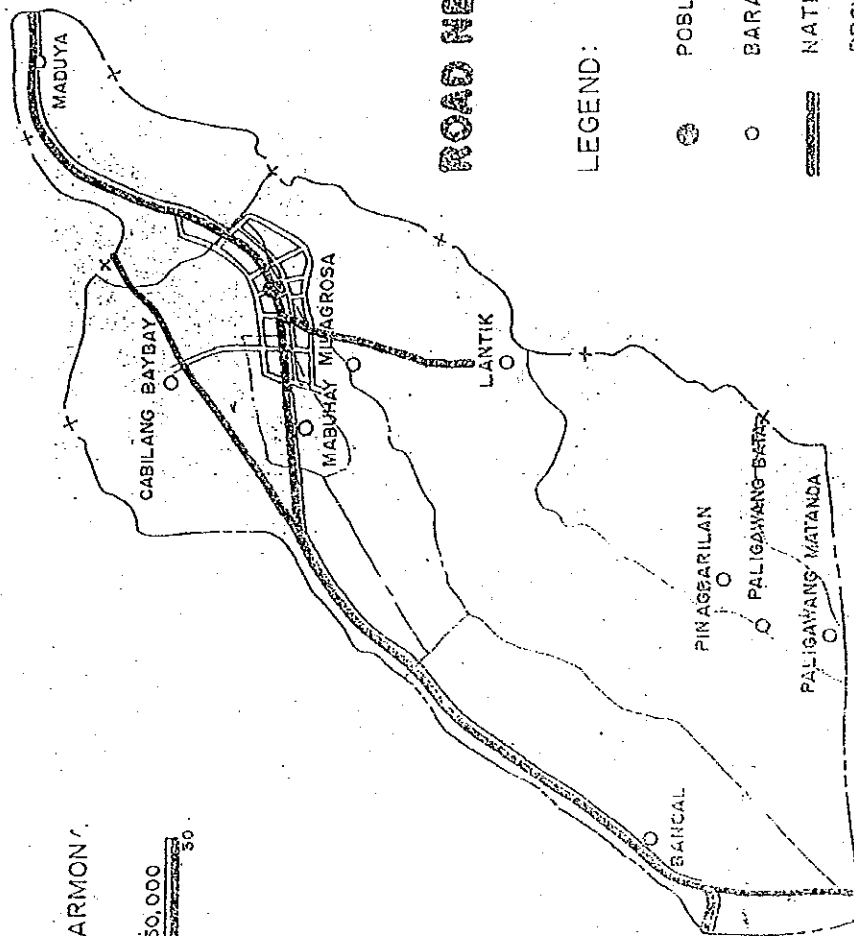 ARMON
50,000
50
ROAD NE
LEGEND:
POBL
BARA
NATI
MADUYA
CABILANG BAYBAY
MABUHAY
MILAGROSA
LANTIK
PINAGBARILAN
PALIGAWANG BATA
PALIGAWANG MATANDA
BANCAL